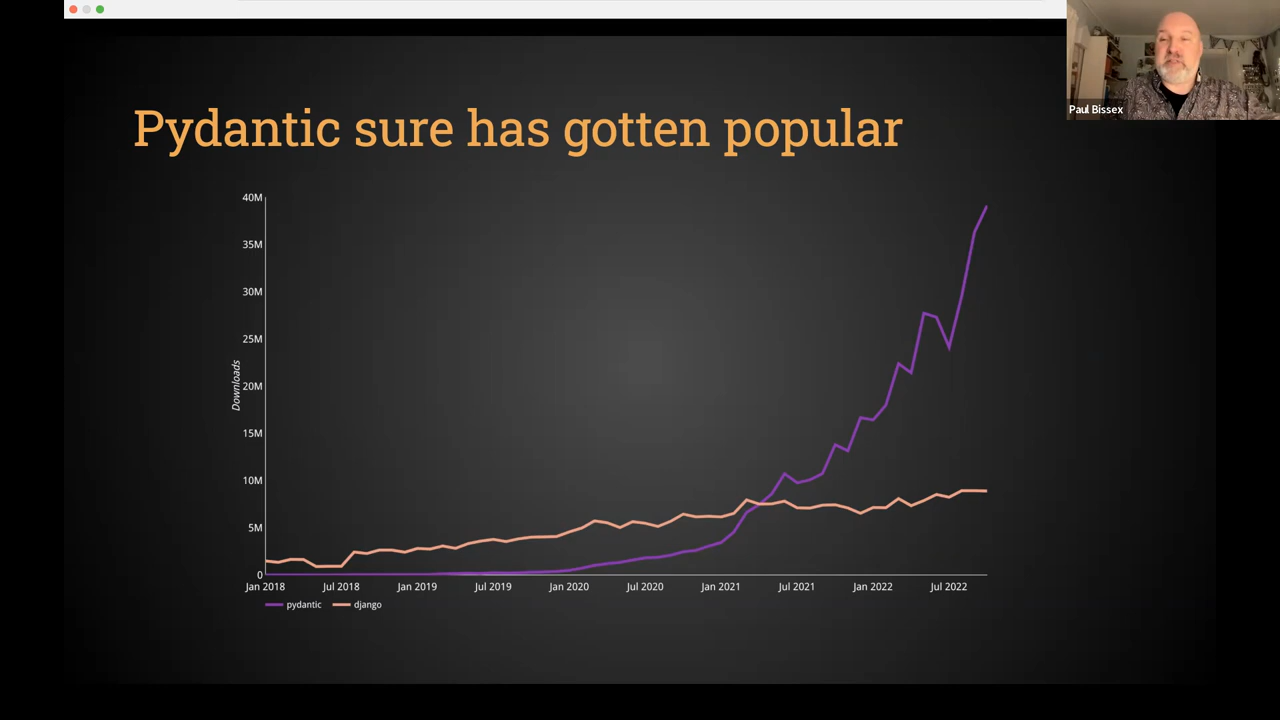 Pydantic sure has gotten popular
Paul Bissex
40M
35M
30M
25M
20M
15M
10M
5M
0
Downloads
Jan 2018 Jul 2018 Jan 2019 Jul 2019 Jan 2020 Jul 2020 Jan 2021 Jul 2021 Jan 2022 Jul 2022
pydantic django